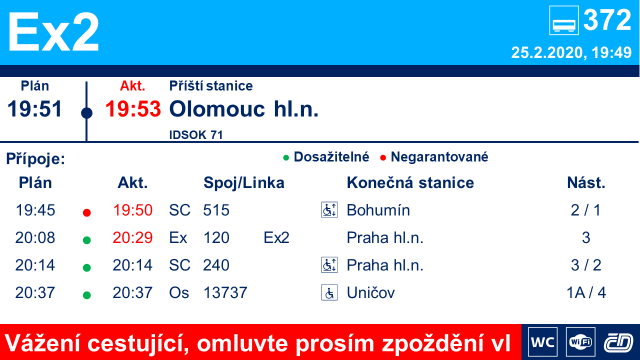 Ex2 372
25.2.2020, 19:49
Plán Akt. Příští stanice
19:51 19:53 Olomouc hl.n.
IDSOK 71
Přípoje: Dosažitelné Negarantované
Plán Akt. Spoj/Linka Konečná stanice Nást.
19:45 19:50 SC 515 Bohumín 2 / 1
20:08 20:29 Ex 120 Ex2 Praha hl.n. 3
20:14 20:14 SC 240 Praha hl.n. 3 / 2
20:37 20:37 Os 13737 Uničov 1A / 4
Vážení cestující, omluvte prosím zpoždění vl WC WiFi ČD